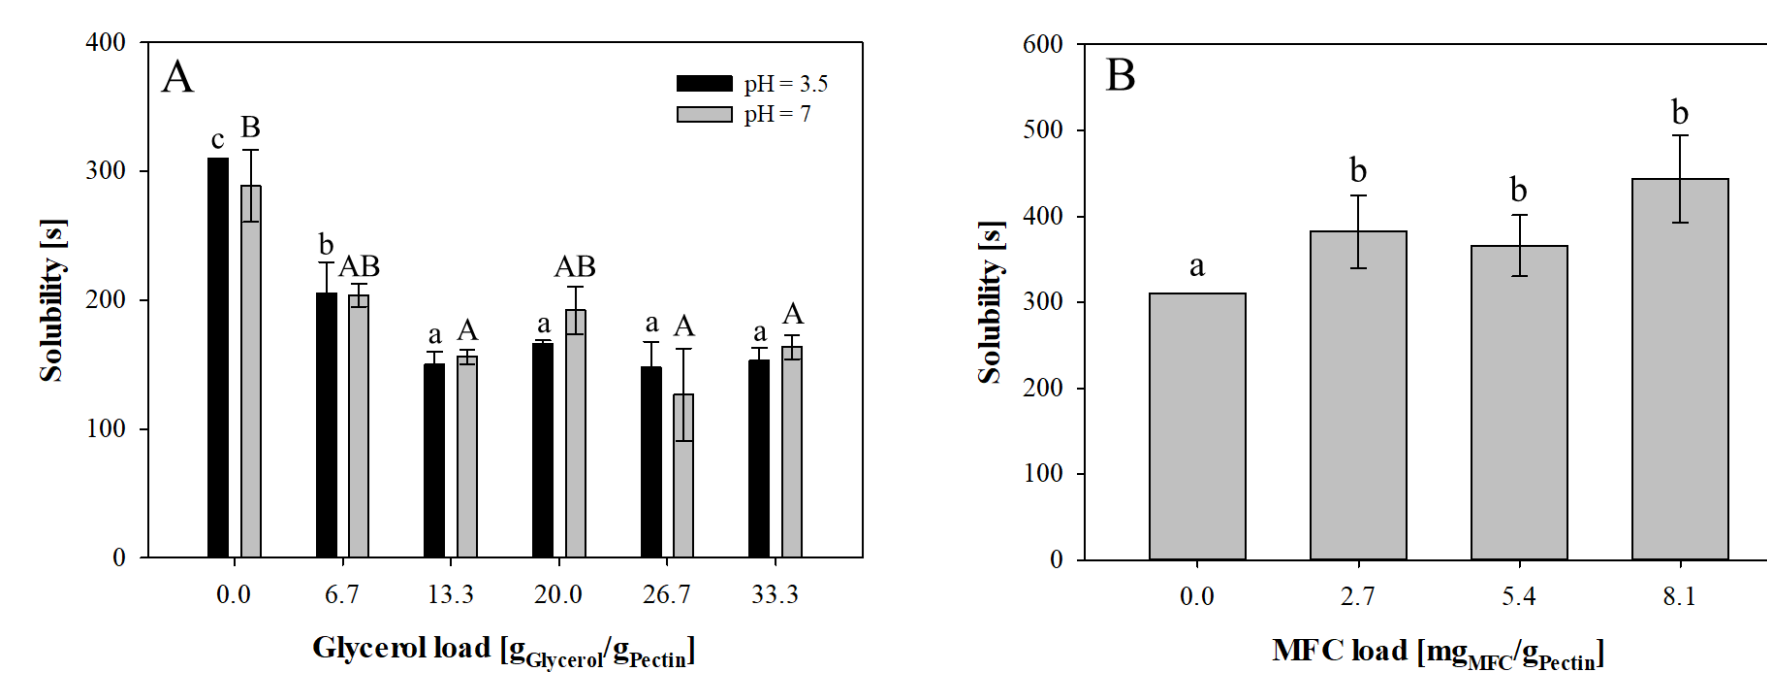 A
pH = 3.5
pH = 7
400
300
200
100
0
Solubility [s]
c
B
b
AB
a
A
a
AB
a
A
a
A
0.0
6.7
13.3
20.0
26.7
33.3
Glycerol load [gGlycerol/gPectin]
B
600
500
400
300
200
100
0
Solubility [s]
a
b
b
b
0.0
2.7
5.4
8.1
MFC load [mgMFC/gPectin]